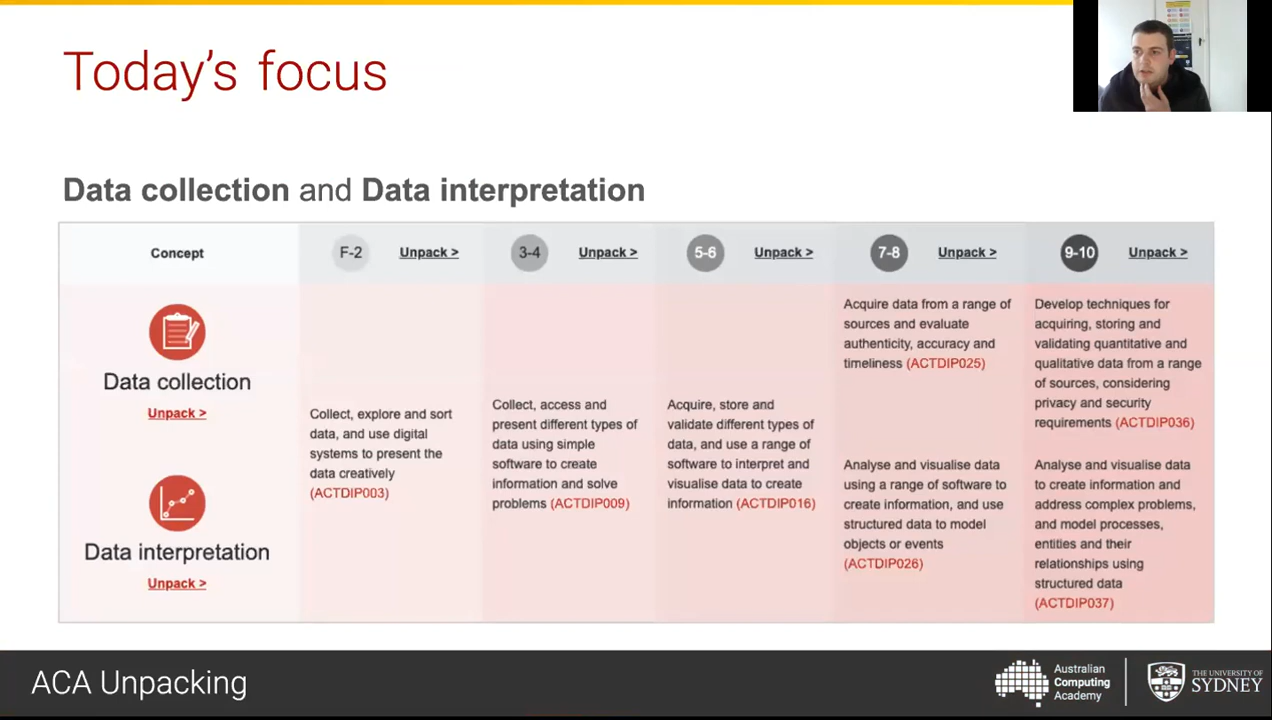 Today's focus
Data collection and Data interpretation
Concept
F-2
Unpack >
3-4
Unpack >
5-6
Unpack >
7-8
Unpack >
9-10
Unpack >
Data collection
Unpack >
Data interpretation
Unpack >
Collect, explore and sort
data, and use digital
systems to present the
data creatively
(ACTDIP003)
Collect, access and
present different types of
data using simple
software to create
information and solve
problems (ACTDIP009)
Acquire, store and
validate different types of
data, and use a range of
software to interpret and
visualise data to create
information (ACTDIP016)
Acquire data from a range of
sources and evaluate
authenticity, accuracy and
timeliness (ACTDIP025)
Analyse and visualise data
using a range of software to
create information, and use
structured data to model
objects or events
(ACTDIP026)
Develop techniques for
acquiring, storing and
validating quantitative and
qualitative data from a range
of sources, considering
privacy and security
requirements (ACTDIP036)
Analyse and visualise data
to create information and
address complex problems,
and model processes,
entities and their
relationships using
structured data
(ACTDIP037)
ACA Unpacking
Australian
Computing
Academy
THE UNIVERSITY OF
SYDNEY